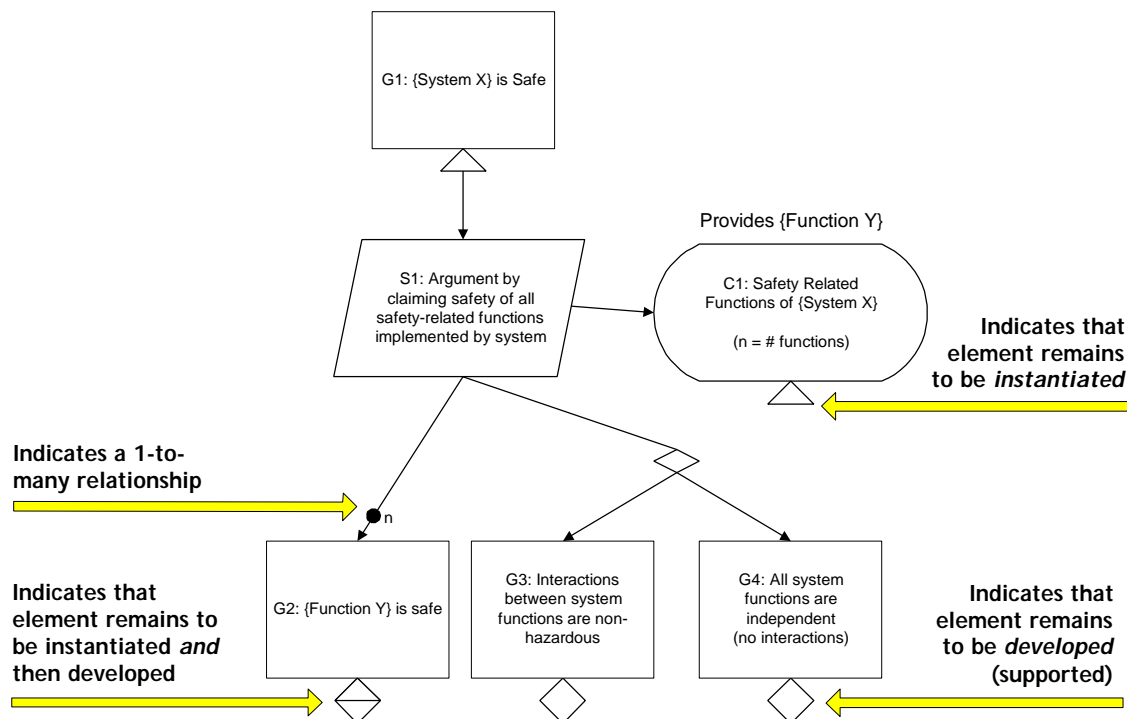 G1: {System X} is Safe
Provides {Function Y}
S1: Argument by
claiming safety of all
safety-related functions
implemented by system
C1: Safety Related
Functions of {System X}
(n = # functions)
Indicates that
element remains
to be instantiated
Indicates a 1-to-
many relationship
n
Indicates that
element remains to
be instantiated and
then developed
G2: {Function Y} is safe
G3: Interactions
between system
functions are non-
hazardous
G4: All system
functions are
independent
(no interactions)
Indicates that
element remains
to be developed
(supported)